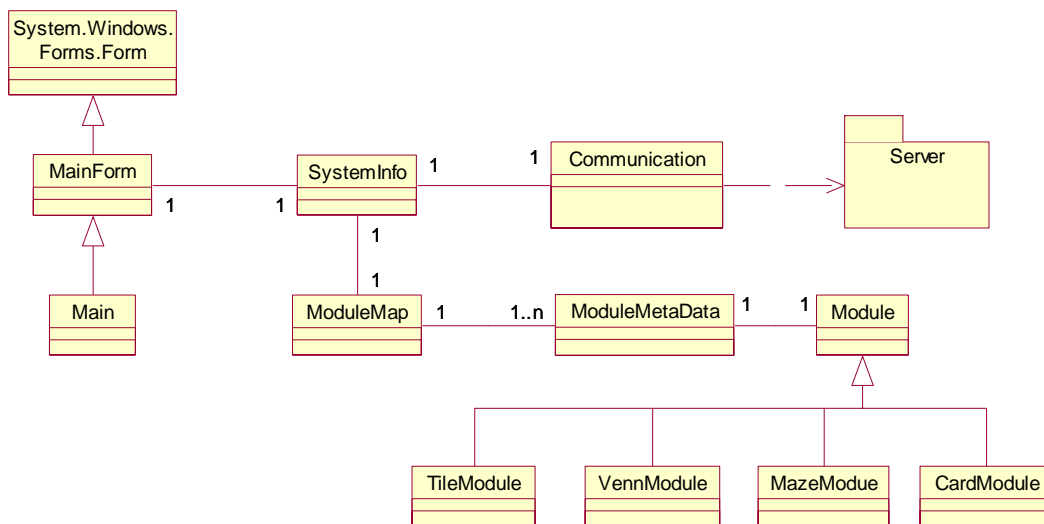 System.Windows.
Forms.Form
MainForm
1
1
SystemInfo
1
1
Communication
Server
1
1
Main
ModuleMap
1
1..n
ModuleMetaData
1
1
Module
TileModule
VennModule
MazeModue
CardModule